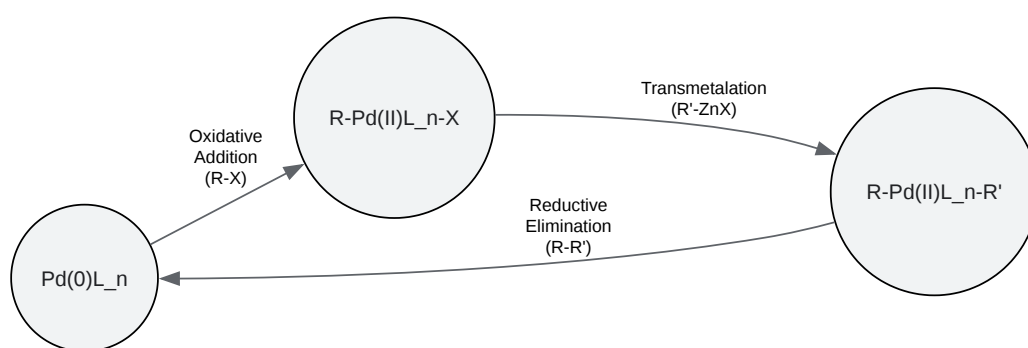 Pd(0)L_n
Oxidative
Addition
(R-X)
R-Pd(II)L_n-X
Transmetalation
(R'-ZnX)
R-Pd(II)L_n-R'
Reductive
Elimination
(R-R')